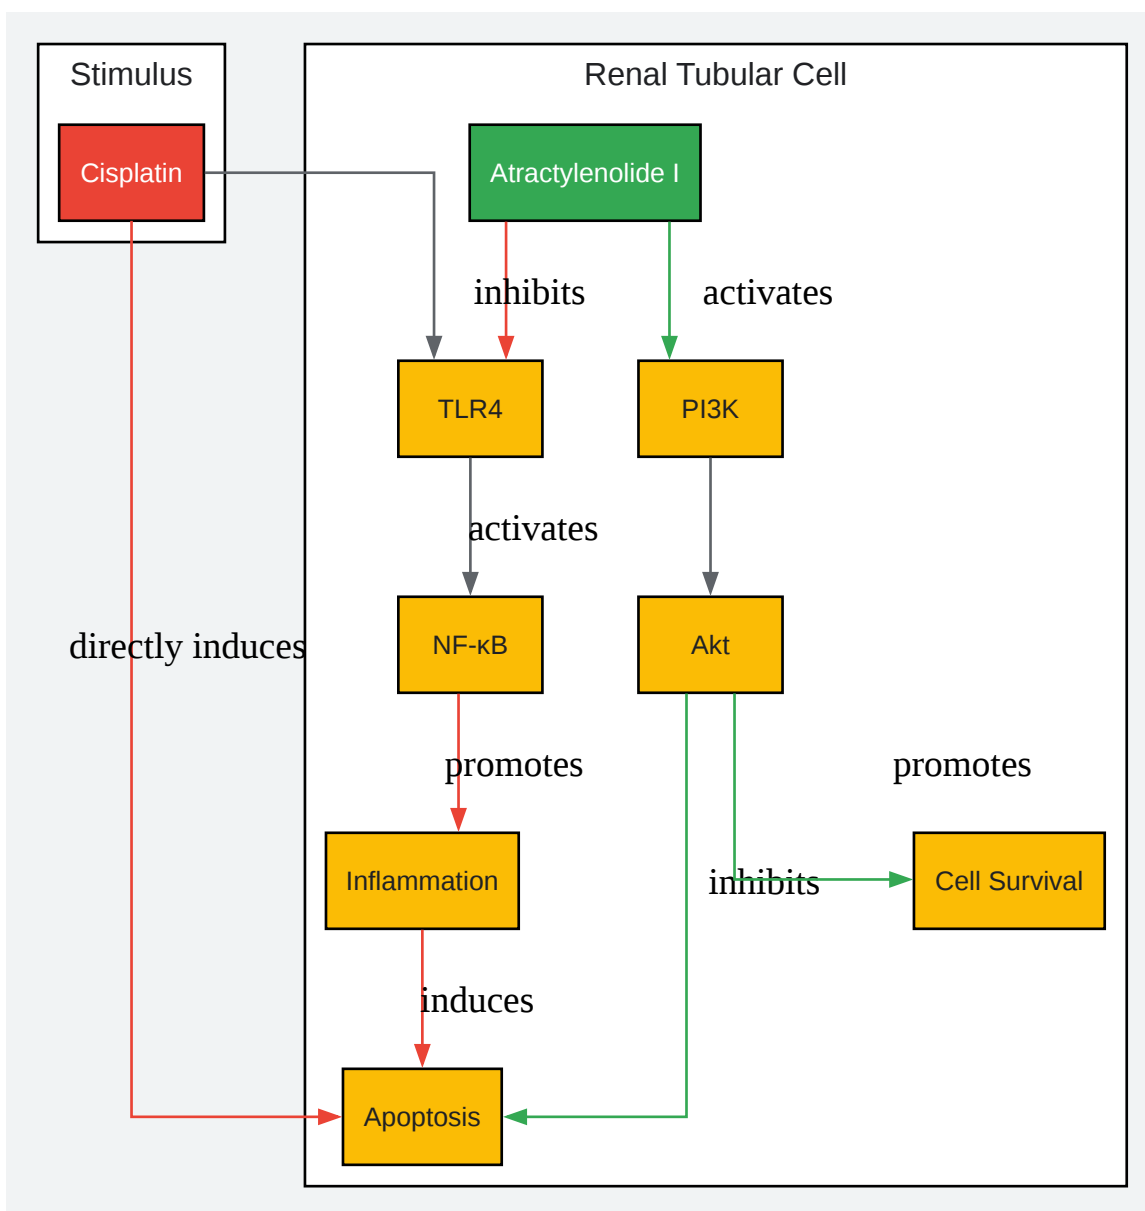 Stimulus
Renal Tubular Cell
Cisplatin
Atractylenolide I
inhibits
activates
TLR4
PI3K
activates
NF-κB
Akt
directly induces
promotes
promotes
Inflammation
inhibits
Cell Survival
induces
Apoptosis